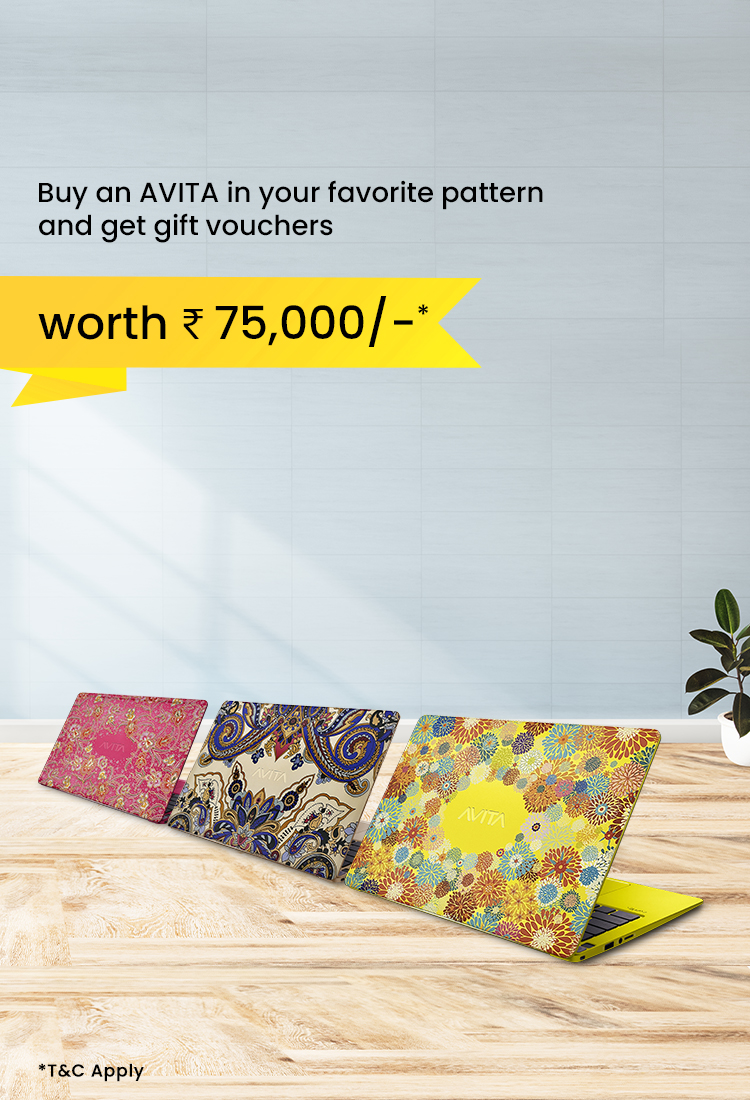 Buy an AVITA in your favorite pattern
and get gift vouchers
worth ₹ 75,000/-*
AVITA
AVITA
AVITA
*T&C Apply